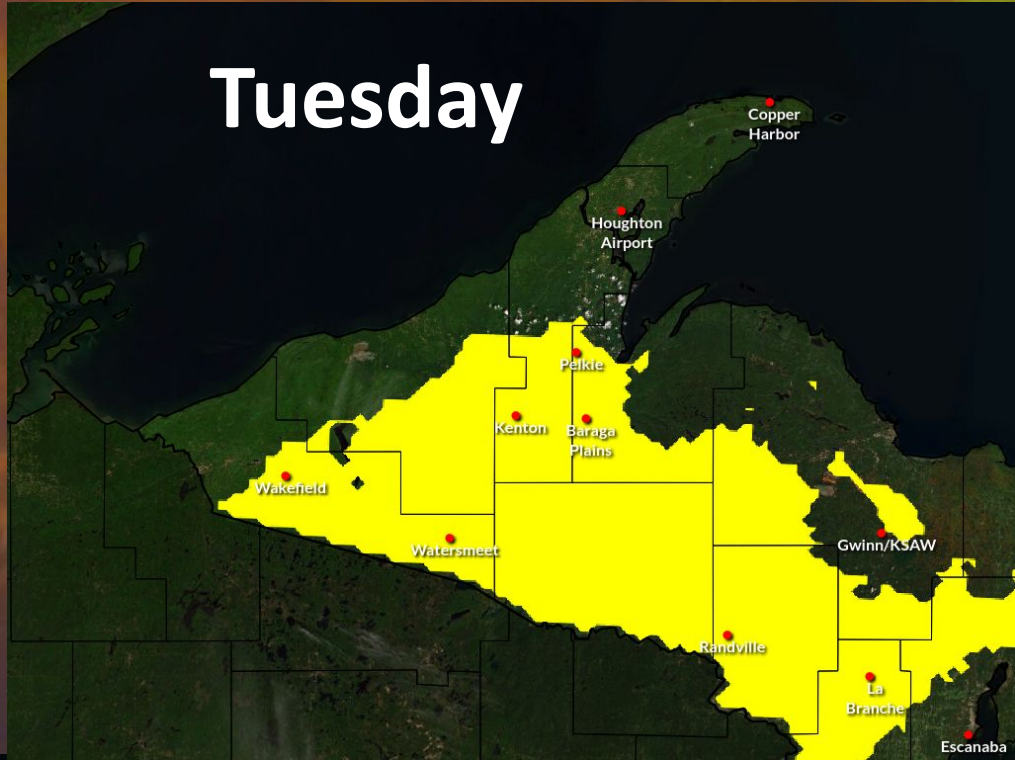 Tuesday
Copper
Harbor
Houghton
Airport
Pelkie
Kenton
Baraga
Plains
Wakefield
Watersmeet
Gwinn/KSAW
Randville
La
Branche
Escanaba